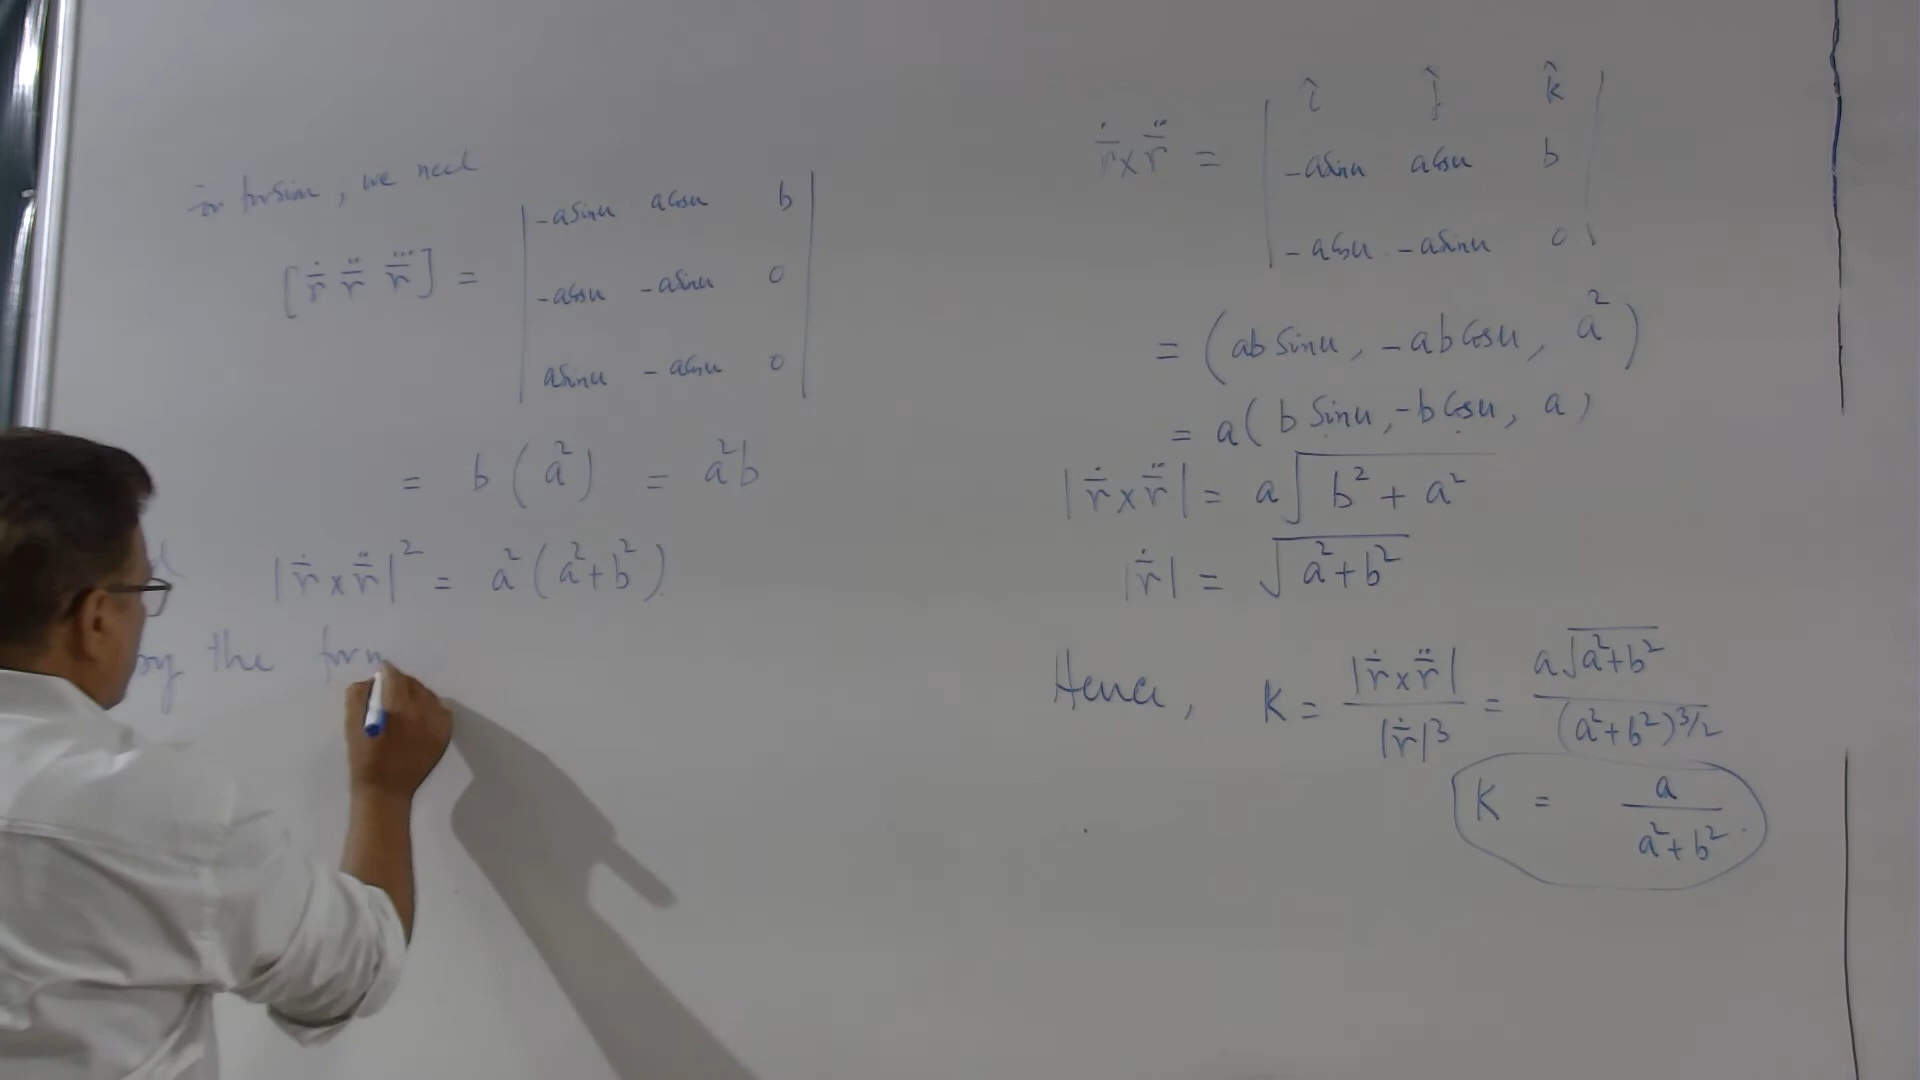 for torsion, we need
[ṙ̄ r̄̈ r̄⃛] = | -a Sin u a Cos u b |
| -a Cos u -a Sin u 0 |
| a Sin u -a Cos u 0 |
= b (a²) = a²b
|ṙ̄ × r̄̈|² = a²(a²+b²).
by the form
ṙ̄ × r̄̈ = | î ĵ k̂ |
| -a Sin u a Cos u b |
| -a Cos u -a Sin u 0 |
= (ab Sin u, -ab Cos u, a²)
= a(b Sin u, -b Cos u, a)
|ṙ̄ × r̄̈| = a√(b² + a²)
|ṙ̄| = √(a²+b²)
Hence, K = |ṙ̄ × r̄̈| / |ṙ̄|³ = a√(a²+b²) / (a²+b²)^3/2
K = a / (a²+b²).